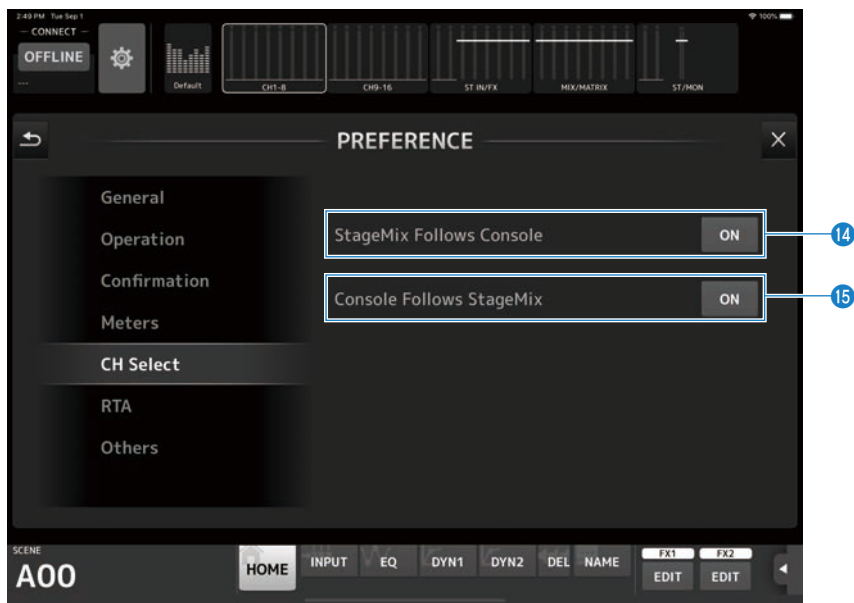 2:49 PM Tue Sep 1
100%
CONNECT
OFFLINE
---
Default
CH1-8
CH9-16
ST IN/FX
MIX/MATRIX
ST/MON
PREFERENCE
General
Operation
Confirmation
Meters
CH Select
RTA
Others
StageMix Follows Console
ON
14
Console Follows StageMix
ON
15
SCENE
A00
HOME
INPUT
EQ
DYN1
DYN2
DEL
NAME
FX1
EDIT
FX2
EDIT